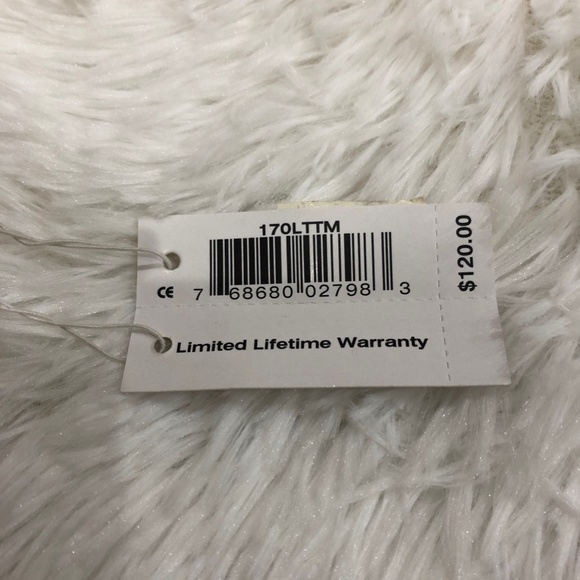 170LTTM
CE 7 68680 02798 3
$120.00
Limited Lifetime Warranty